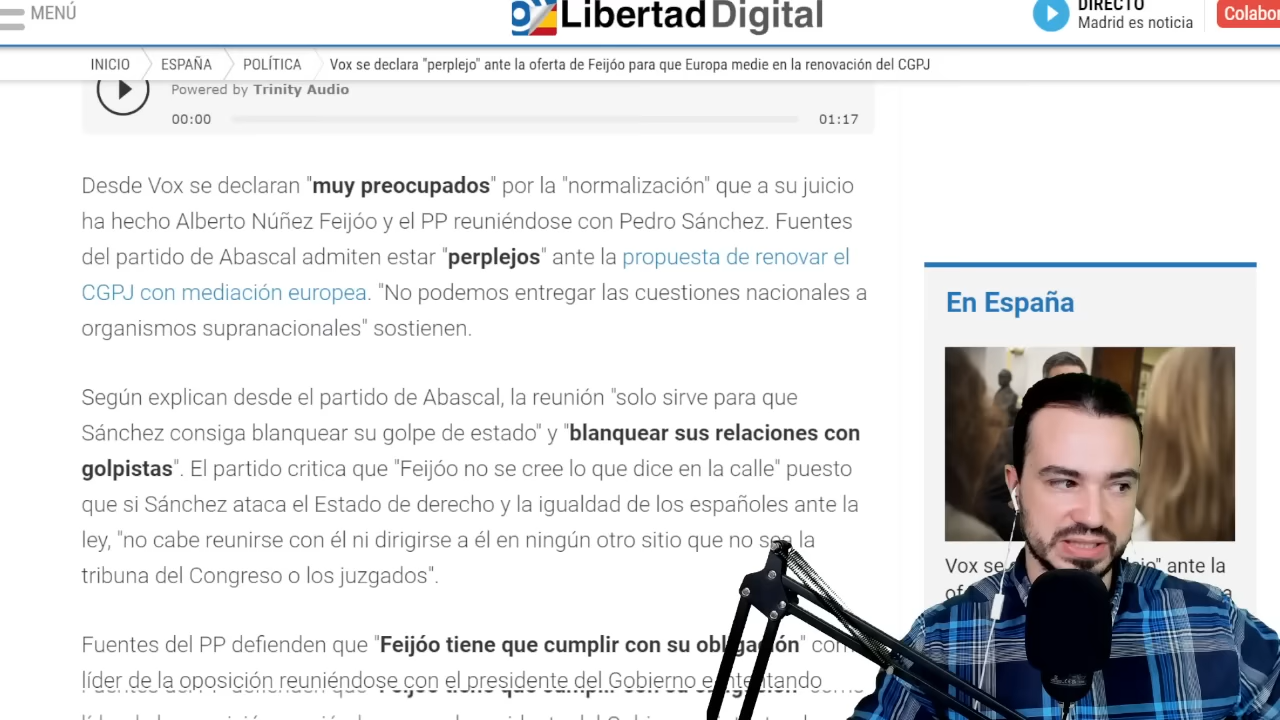 MENÚ
Libertad Digital
DIRECTO
Madrid es noticia
Colabor
INICIO
ESPAÑA
POLÍTICA
Vox se declara "perplejo" ante la oferta de Feijóo para que Europa medie en la renovación del CGPJ
Powered by Trinity Audio
00:00
01:17
Desde Vox se declaran "muy preocupados" por la "normalización" que a su juicio
ha hecho Alberto Núñez Feijóo y el PP reuniéndose con Pedro Sánchez. Fuentes
del partido de Abascal admiten estar "perplejos" ante la propuesta de renovar el
CGPJ con mediación europea. "No podemos entregar las cuestiones nacionales a
organismos supranacionales" sostienen.
Según explican desde el partido de Abascal, la reunión "solo sirve para que
Sánchez consiga blanquear su golpe de estado" y "blanquear sus relaciones con
golpistas". El partido critica que "Feijóo no se cree lo que dice en la calle" puesto
que si Sánchez ataca el Estado de derecho y la igualdad de los españoles ante la
ley, "no cabe reunirse con él ni dirigirse a él en ningún otro sitio que no sea la
tribuna del Congreso o los juzgados".
Fuentes del PP defienden que "Feijóo tiene que cumplir con su obligación" com
líder de la oposición reuniéndose con el presidente del Gobierno e intentando
En España
Vox se ante la